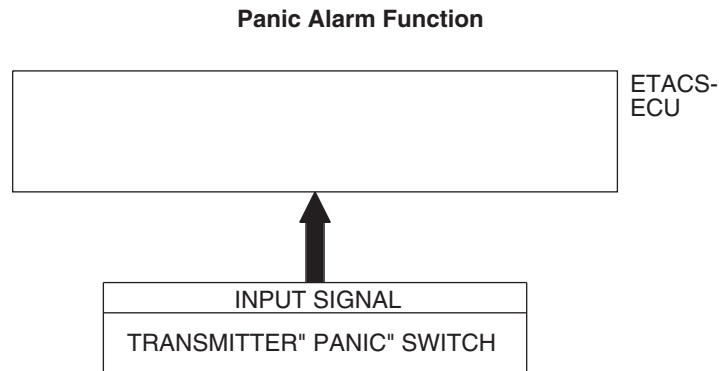 Panic Alarm Function
ETACS-
ECU
INPUT SIGNAL
TRANSMITTER" PANIC" SWITCH